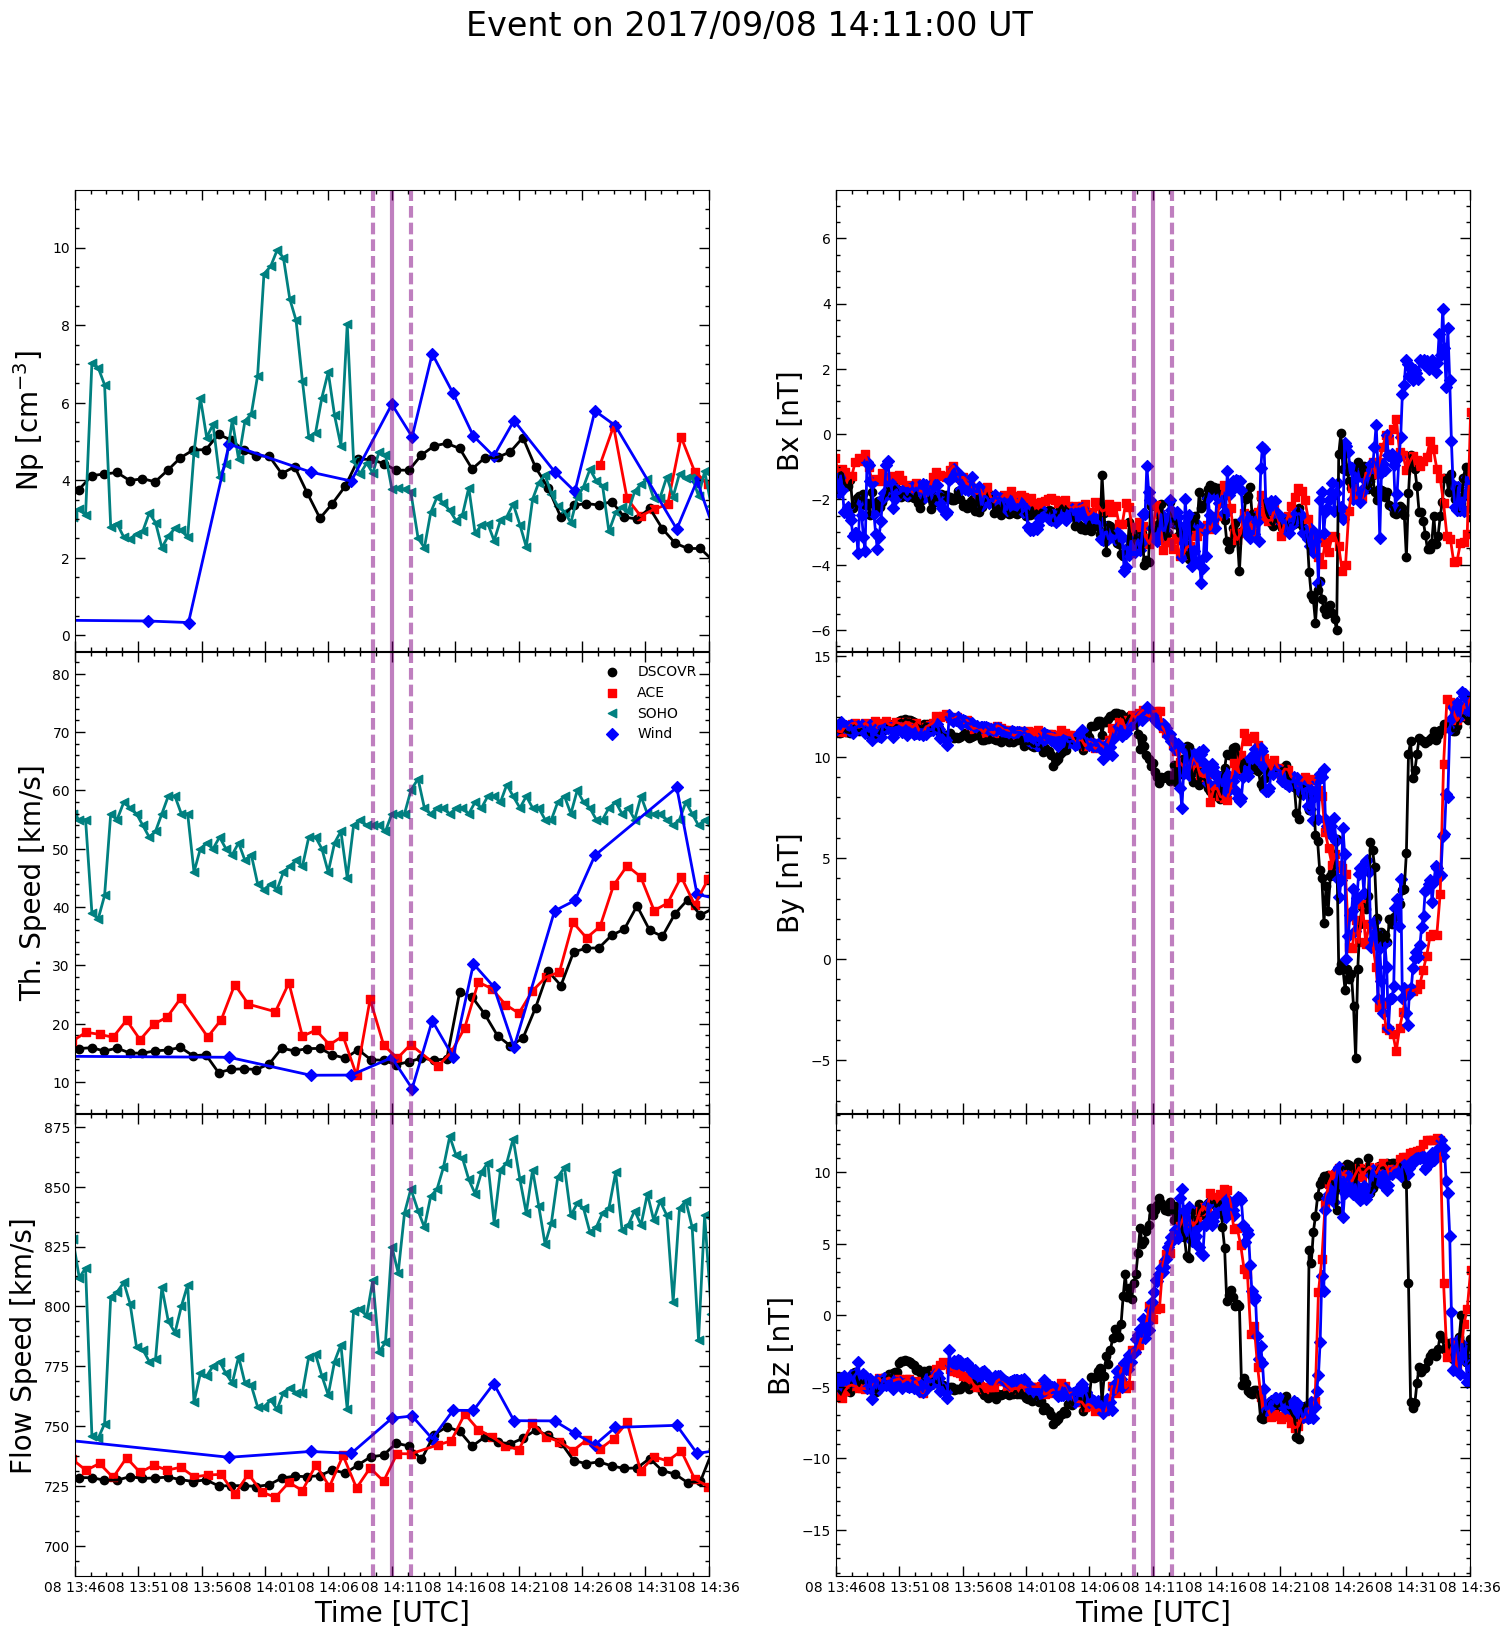 Event on 2017/09/08 14:11:00 UT
Np [cm⁻³]
10
8
6
4
2
0
Th. Speed [km/s]
80
70
60
50
40
30
20
10
DSCOVR
ACE
SOHO
Wind
Flow Speed [km/s]
875
850
825
800
775
750
725
700
08 13:46 08 13:51 08 13:56 08 14:01 08 14:06 08 14:11 08 14:16 08 14:21 08 14:26 08 14:31 08 14:36
Time [UTC]
Bx [nT]
6
4
2
0
−2
−4
−6
By [nT]
15
10
5
0
−5
Bz [nT]
10
5
0
−5
−10
−15
08 13:46 08 13:51 08 13:56 08 14:01 08 14:06 08 14:11 08 14:16 08 14:21 08 14:26 08 14:31 08 14:36
Time [UTC]